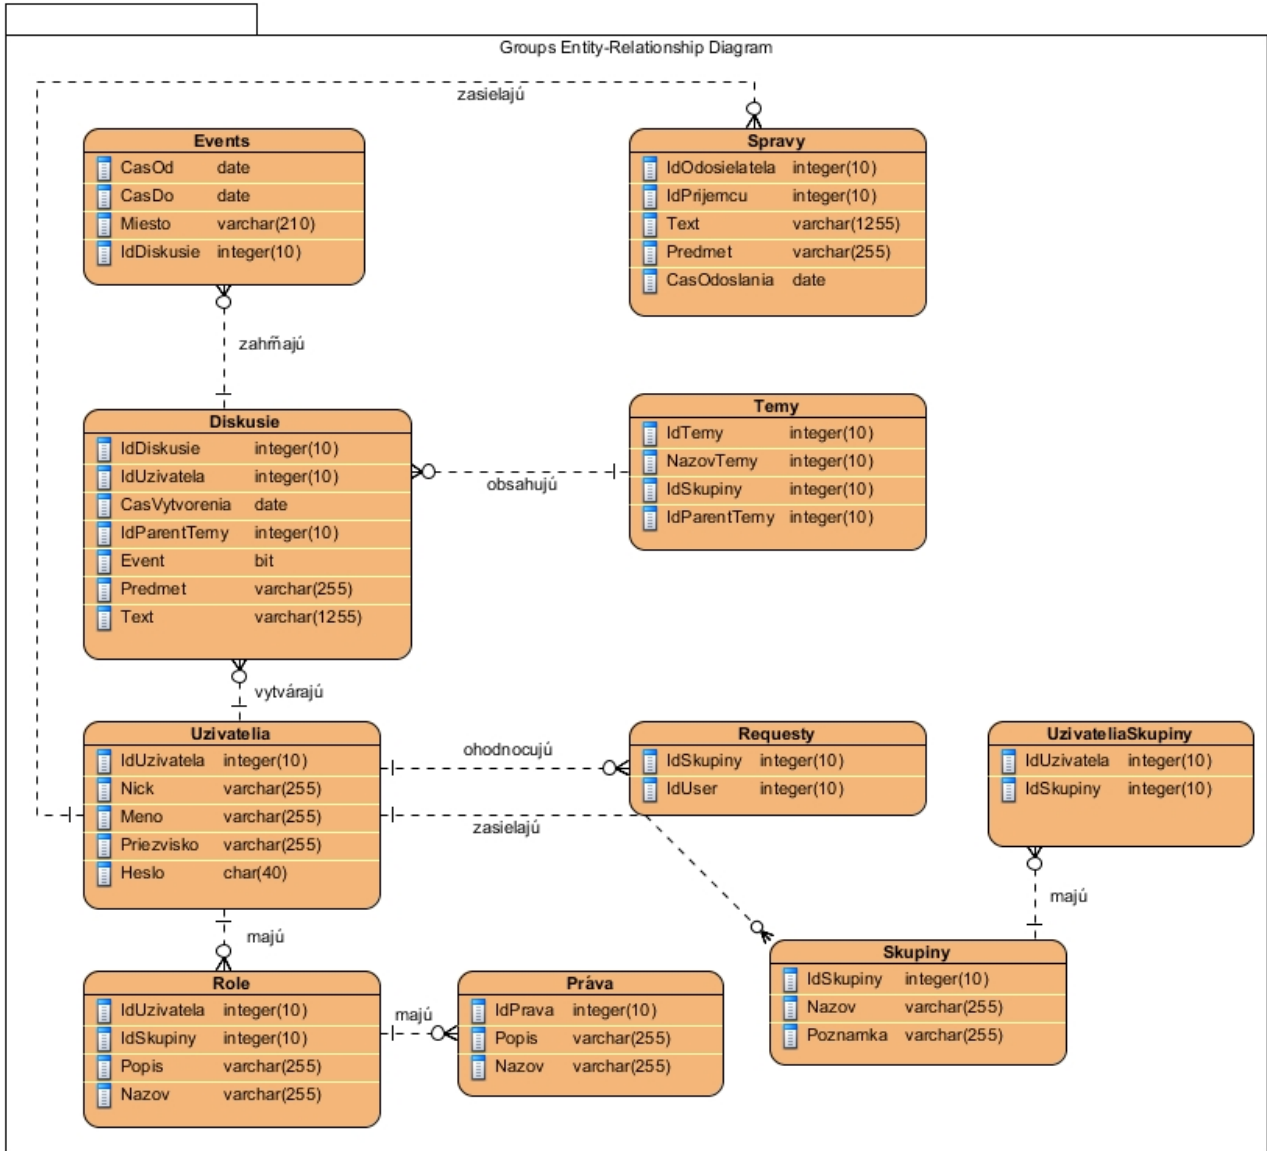 Groups Entity-Relationship Diagram
zasielajú
Events
CasOd date
CasDo date
Miesto varchar(210)
IdDiskusie integer(10)
Spravy
IdOdosielatela integer(10)
IdPrijemcu integer(10)
Text varchar(1255)
Predmet varchar(255)
CasOdoslania date
zahŕňajú
Diskusie
IdDiskusie integer(10)
IdUzivatela integer(10)
CasVytvorenia date
IdParentTemy integer(10)
Event bit
Predmet varchar(255)
Text varchar(1255)
obsahujú
Temy
IdTemy integer(10)
NazovTemy integer(10)
IdSkupiny integer(10)
IdParentTemy integer(10)
vytvárajú
Uzivatelia
IdUzivatela integer(10)
Nick varchar(255)
Meno varchar(255)
Priezvisko varchar(255)
Heslo char(40)
ohodnocujú
zasielajú
Requesty
IdSkupiny integer(10)
IdUser integer(10)
UzivateliaSkupiny
IdUzivatela integer(10)
IdSkupiny integer(10)
majú
majú
Role
IdUzivatela integer(10)
IdSkupiny integer(10)
Popis varchar(255)
Nazov varchar(255)
majú
Práva
IdPrava integer(10)
Popis varchar(255)
Nazov varchar(255)
Skupiny
IdSkupiny integer(10)
Nazov varchar(255)
Poznamka varchar(255)